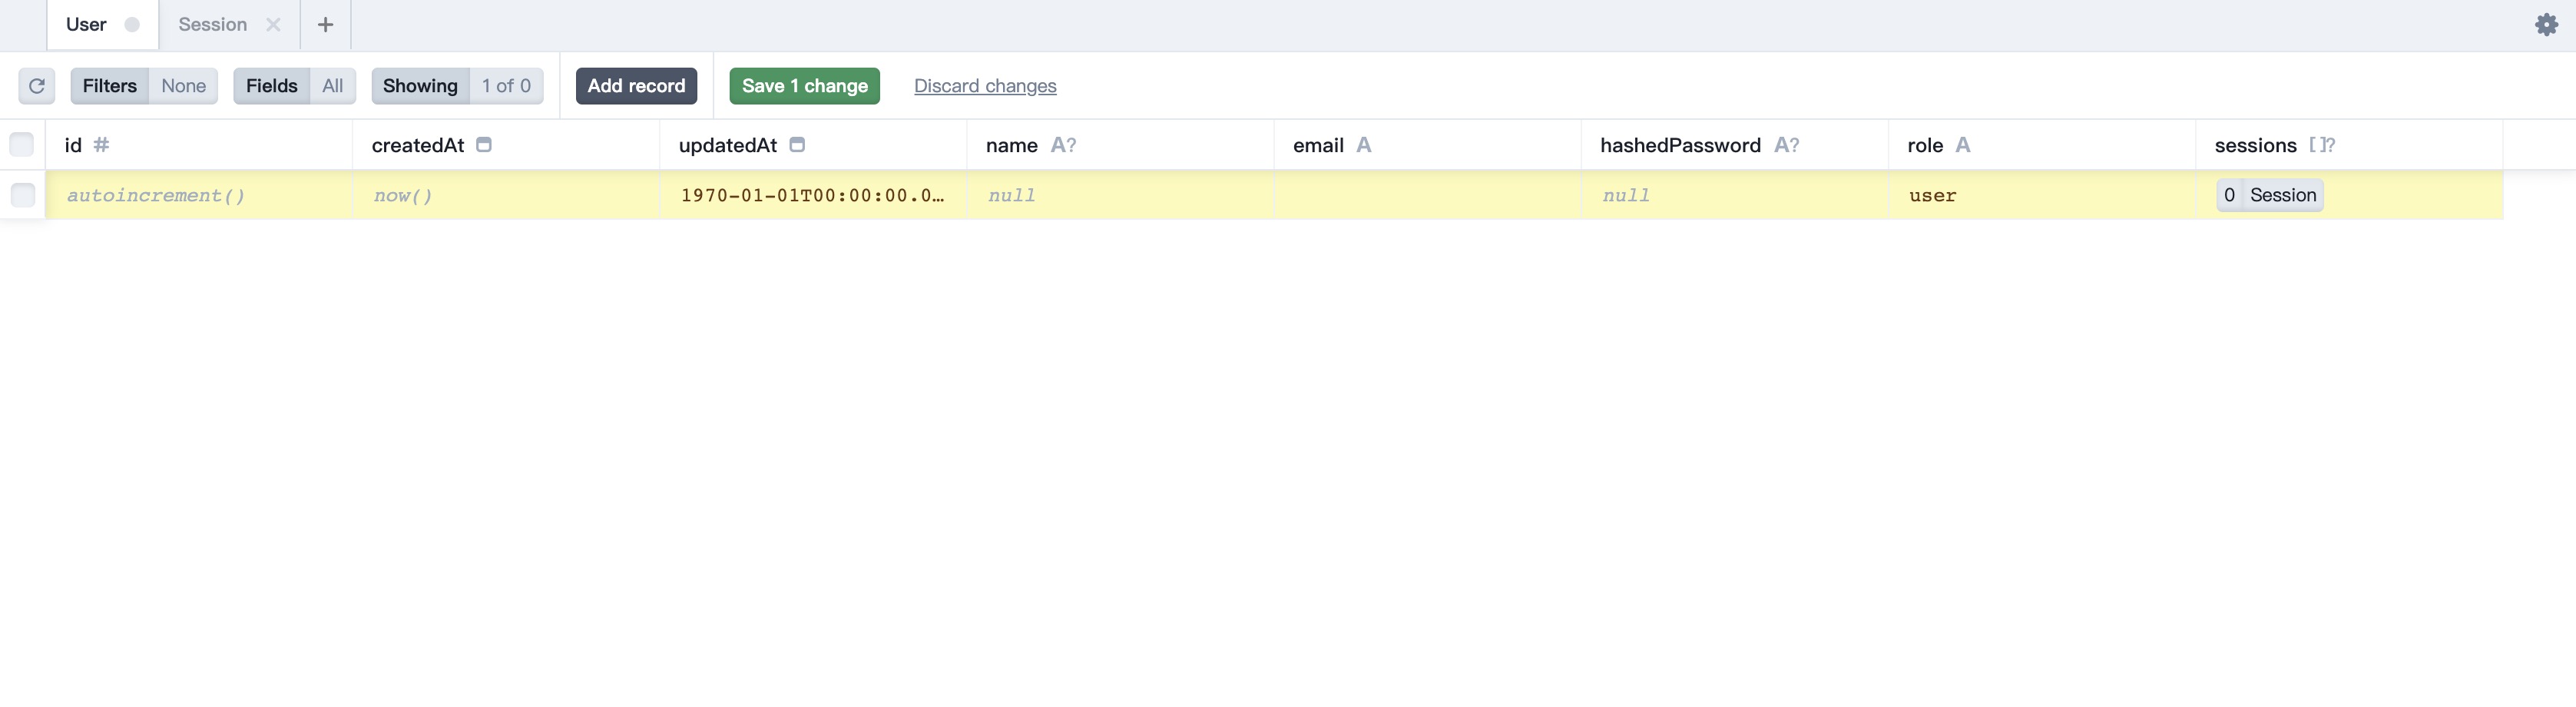 User Session
Filters None Fields All Showing 1 of 0 Add record Save 1 change Discard changes
id # createdAt updatedAt name A? email A hashedPassword A? role A sessions []?
autoincrement() now() 1970-01-01T00:00:00.0… null null user 0 Session